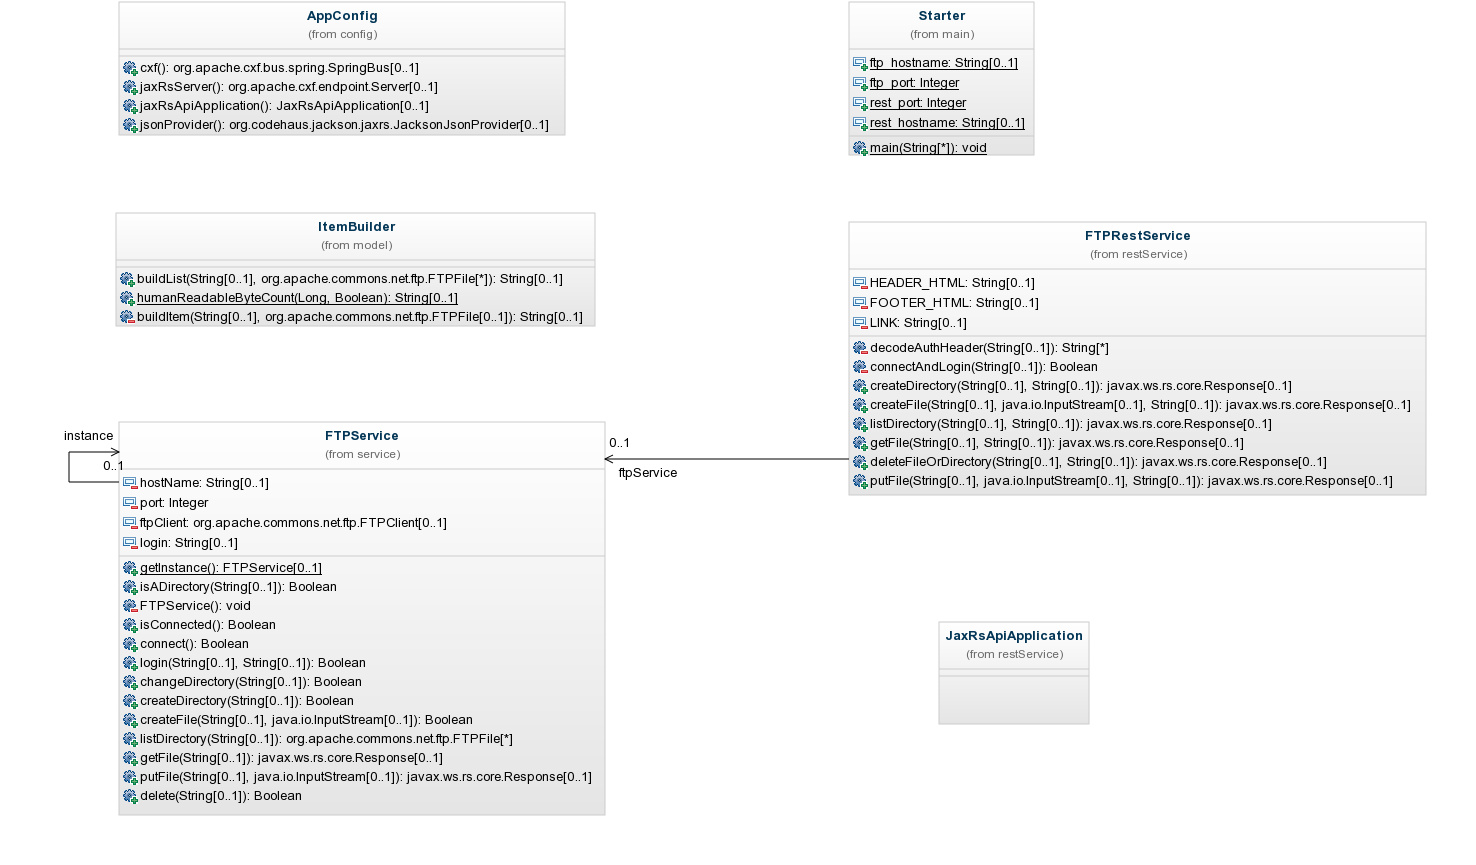 AppConfig
(from config)
cxf(): org.apache.cxf.bus.spring.SpringBus[0..1]
jaxRsServer(): org.apache.cxf.endpoint.Server[0..1]
jaxRsApiApplication(): JaxRsApiApplication[0..1]
jsonProvider(): org.codehaus.jackson.jaxrs.JacksonJsonProvider[0..1]
Starter
(from main)
ftp_hostname: String[0..1]
ftp_port: Integer
rest_port: Integer
rest_hostname: String[0..1]
main(String[*]): void
ItemBuilder
(from model)
buildList(String[0..1], org.apache.commons.net.ftp.FTPFile[*]): String[0..1]
humanReadableByteCount(Long, Boolean): String[0..1]
buildItem(String[0..1], org.apache.commons.net.ftp.FTPFile[0..1]): String[0..1]
FTPRestService
(from restService)
HEADER_HTML: String[0..1]
FOOTER_HTML: String[0..1]
LINK: String[0..1]
decodeAuthHeader(String[0..1]): String[*]
connectAndLogin(String[0..1]): Boolean
createDirectory(String[0..1], String[0..1]): javax.ws.rs.core.Response[0..1]
createFile(String[0..1], java.io.InputStream[0..1], String[0..1]): javax.ws.rs.core.Response[0..1]
listDirectory(String[0..1], String[0..1]): javax.ws.rs.core.Response[0..1]
getFile(String[0..1], String[0..1]): javax.ws.rs.core.Response[0..1]
deleteFileOrDirectory(String[0..1], String[0..1]): javax.ws.rs.core.Response[0..1]
putFile(String[0..1], java.io.InputStream[0..1], String[0..1]): javax.ws.rs.core.Response[0..1]
instance
0..1
FTPService
(from service)
hostName: String[0..1]
port: Integer
ftpClient: org.apache.commons.net.ftp.FTPClient[0..1]
login: String[0..1]
getInstance(): FTPService[0..1]
isADirectory(String[0..1]): Boolean
FTPService(): void
isConnected(): Boolean
connect(): Boolean
login(String[0..1], String[0..1]): Boolean
changeDirectory(String[0..1]): Boolean
createDirectory(String[0..1]): Boolean
createFile(String[0..1], java.io.InputStream[0..1]): Boolean
listDirectory(String[0..1]): org.apache.commons.net.ftp.FTPFile[*]
getFile(String[0..1]): javax.ws.rs.core.Response[0..1]
putFile(String[0..1], java.io.InputStream[0..1]): javax.ws.rs.core.Response[0..1]
delete(String[0..1]): Boolean
0..1
ftpService
JaxRsApiApplication
(from restService)